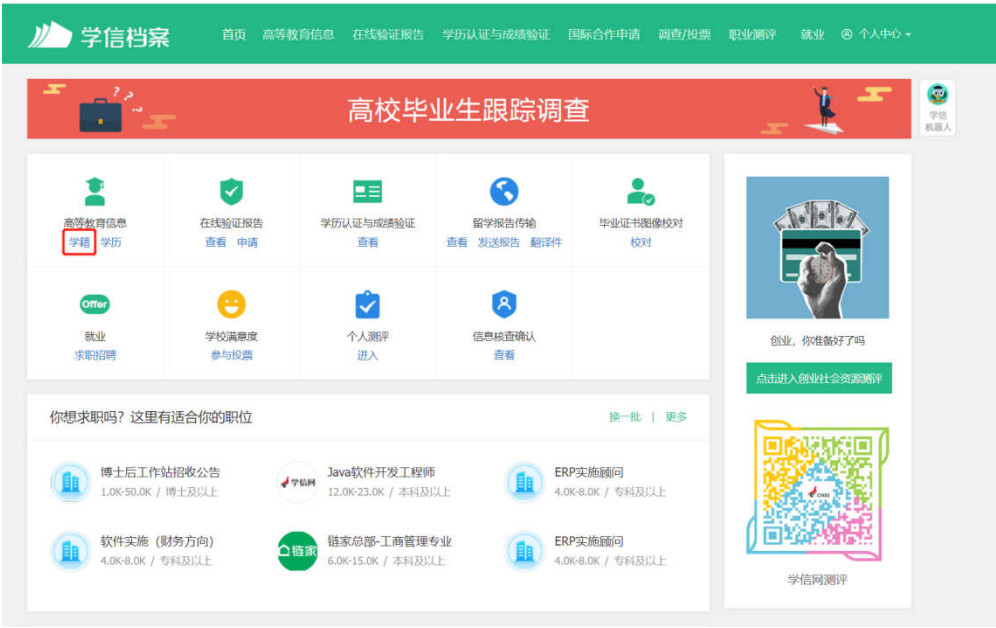 学信档案
首页 高等教育信息 在线验证报告 学历认证与成绩验证 国际合作申请 调查/投票 职业测评 就业 个人中心
高校毕业生跟踪调查
学信
机器人
高等教育信息 在线验证报告 学历认证与成绩验证 留学报告传输 毕业证书图像校对
学籍 学历 查看 申请 查看 查看 发送报告 翻译件 校对
Offer
就业 学校满意度 个人测评 信息核查确认
求职招聘 参与投票 进入 查看
创业，你准备好了吗
点击进入创业社会资源测评
你想求职吗？这里有适合你的职位 换一批 | 更多
博士后工作站招收公告 Java软件开发工程师 ERP实施顾问
1.0K-50.0K / 博士及以上 学信网 12.0K-23.0K / 本科及以上 4.0K-8.0K / 专科及以上
软件实施（财务方向） 链家总部-工商管理专业 ERP实施顾问
4.0K-8.0K / 专科及以上 链家 6.0K-15.0K / 本科及以上 4.0K-8.0K / 专科及以上
学信网测评